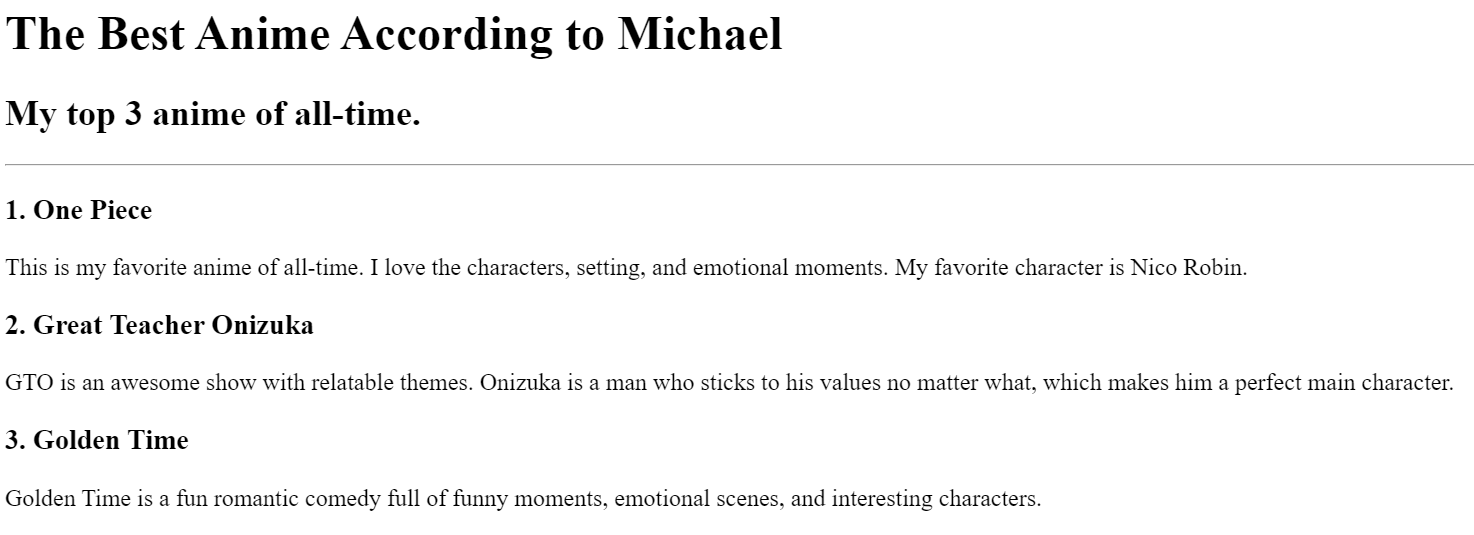 The Best Anime According to Michael
My top 3 anime of all-time.
1. One Piece
This is my favorite anime of all-time. I love the characters, setting, and emotional moments. My favorite character is Nico Robin.
2. Great Teacher Onizuka
GTO is an awesome show with relatable themes. Onizuka is a man who sticks to his values no matter what, which makes him a perfect main character.
3. Golden Time
Golden Time is a fun romantic comedy full of funny moments, emotional scenes, and interesting characters.